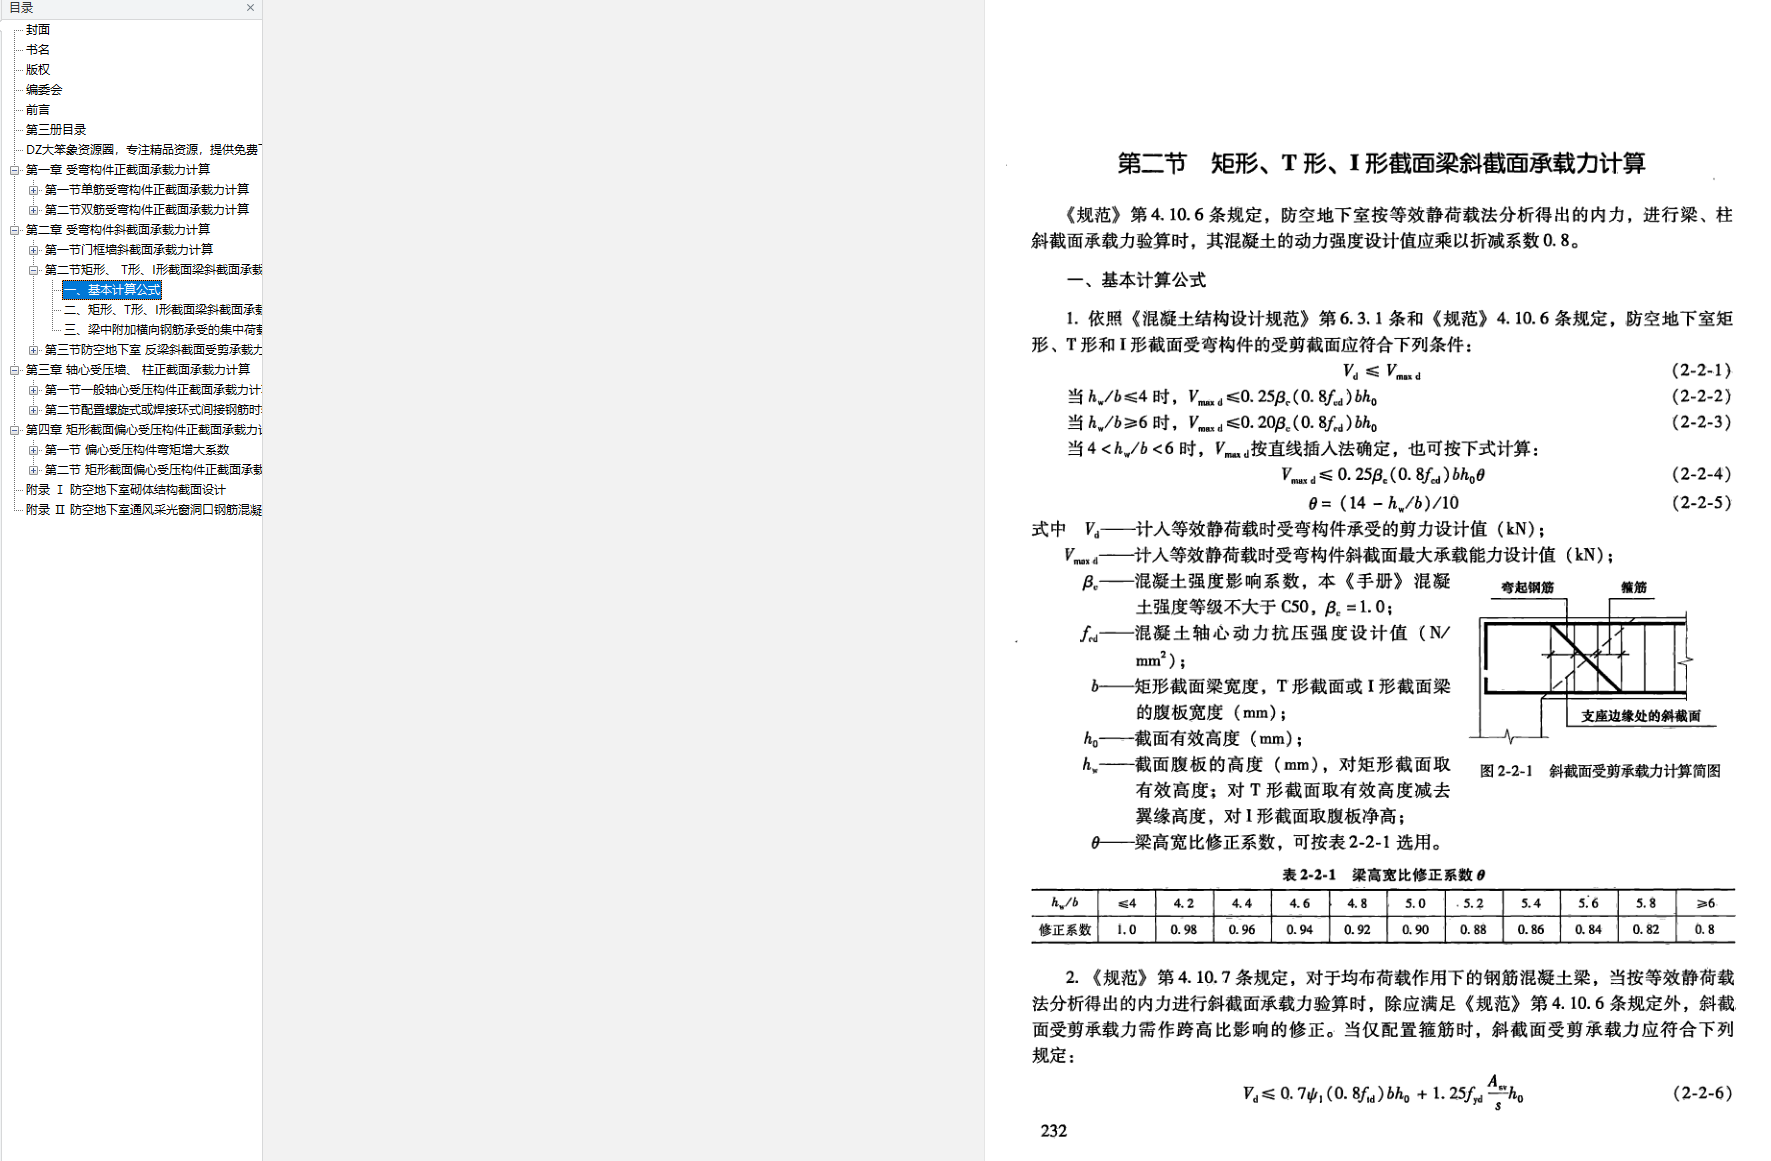 目录
封面
书名
版权
编委会
前言
第三册目录
DZ大笨象资源圈，专注精品资源，提供免费
第一章 受弯构件正截面承载力计算
第一节单筋受弯构件正截面承载力计算
第二节双筋受弯构件正截面承载力计算
第二章 受弯构件斜截面承载力计算
第一节门框墙斜截面承载力计算
第二节矩形、 T形、I形截面梁斜截面承载
一、基本计算公式
二、矩形、T形、I形截面梁斜截面承载
三、梁中附加横向钢筋承受的集中荷载
第三节防空地下室 反梁斜截面受剪承载力
第三章 轴心受压墙、 柱正截面承载力计算
第一节一般轴心受压构件正截面承载力计
第二节配置螺旋式或焊接环式间接钢筋时
第四章 矩形截面偏心受压构件正截面承载力计
第一节 偏心受压构件弯矩增大系数
第二节 矩形截面偏心受压构件正截面承载
附录 Ⅰ 防空地下室砌体结构截面设计
附录 Ⅱ 防空地下室通风采光窗洞口钢筋混凝
第二节 矩形、T 形、I 形截面梁斜截面承载力计算
《规范》第 4.10.6 条规定，防空地下室按等效静荷载法分析得出的内力，进行梁、柱
斜截面承载力验算时，其混凝土的动力强度设计值应乘以折减系数 0.8。
一、基本计算公式
1. 依照《混凝土结构设计规范》第 6.3.1 条和《规范》4.10.6 条规定，防空地下室矩
形、T 形和 I 形截面受弯构件的受剪截面应符合下列条件：
V_d ≤ V_{max d} (2-2-1)
当 h_w/b≤4 时，V_{max d}≤0.25β_c(0.8f_{cd})bh_0 (2-2-2)
当 h_w/b≥6 时，V_{max d}≤0.20β_c(0.8f_{cd})bh_0 (2-2-3)
当 4<h_w/b<6 时，V_{max d}按直线插入法确定，也可按下式计算：
V_{max d}≤0.25β_c(0.8f_{cd})bh_0θ (2-2-4)
θ=(14-h_w/b)/10 (2-2-5)
式中 V_d——计入等效静荷载时受弯构件承受的剪力设计值（kN）；
V_{max d}——计入等效静荷载时受弯构件斜截面最大承载能力设计值（kN）；
β_c——混凝土强度影响系数，本《手册》混凝
土强度等级不大于 C50，β_c=1.0；
f_{cd}——混凝土轴心动力抗压强度设计值（N/
mm²）；
b——矩形截面梁宽度，T 形截面或 I 形截面梁
的腹板宽度（mm）；
h_0——截面有效高度（mm）；
h_w——截面腹板的高度（mm），对矩形截面取
有效高度；对 T 形截面取有效高度减去
翼缘高度，对 I 形截面取腹板净高；
θ——梁高宽比修正系数，可按表 2-2-1 选用。
弯起钢筋 箍筋
支座边缘处的斜截面
图 2-2-1 斜截面受剪承载力计算简图
表 2-2-1 梁高宽比修正系数 θ
h_w/b ≤4 4.2 4.4 4.6 4.8 5.0 5.2 5.4 5.6 5.8 ≥6
修正系数 1.0 0.98 0.96 0.94 0.92 0.90 0.88 0.86 0.84 0.82 0.8
2. 《规范》第 4.10.7 条规定，对于均布荷载作用下的钢筋混凝土梁，当按等效静荷载
法分析得出的内力进行斜截面承载力验算时，除应满足《规范》第 4.10.6 条规定外，斜截
面受剪承载力需作跨高比影响的修正。当仅配置箍筋时，斜截面受剪承载力应符合下列
规定：
V_d≤0.7ψ_1(0.8f_{td})bh_0+1.25f_{yd}\frac{A_{sv}}{s}h_0 (2-2-6)
232